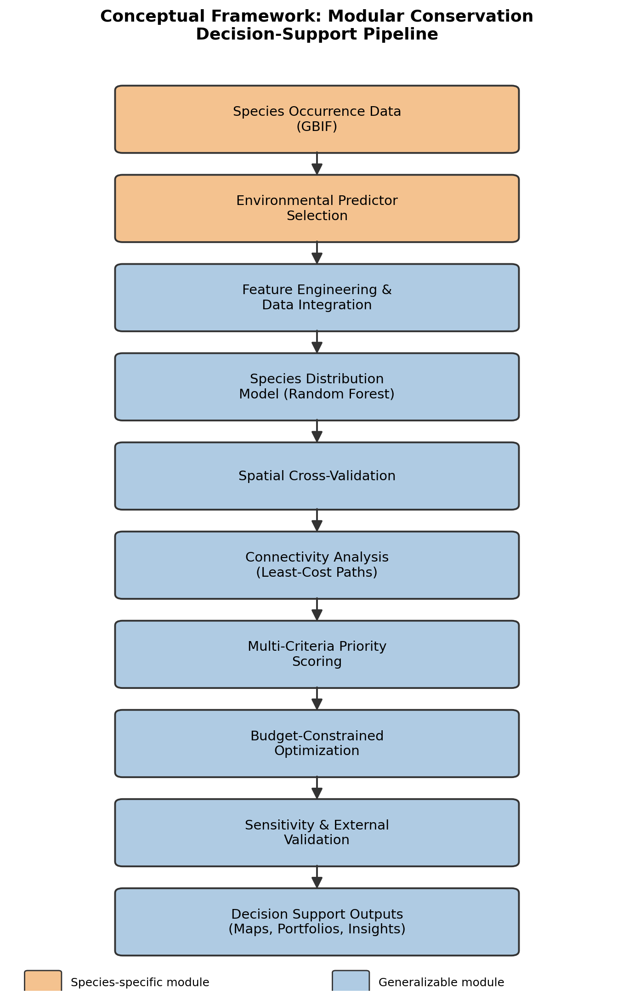 Conceptual Framework: Modular Conservation
Decision-Support Pipeline
Species Occurrence Data
(GBIF)
Environmental Predictor
Selection
Feature Engineering &
Data Integration
Species Distribution
Model (Random Forest)
Spatial Cross-Validation
Connectivity Analysis
(Least-Cost Paths)
Multi-Criteria Priority
Scoring
Budget-Constrained
Optimization
Sensitivity & External
Validation
Decision Support Outputs
(Maps, Portfolios, Insights)
Species-specific module
Generalizable module